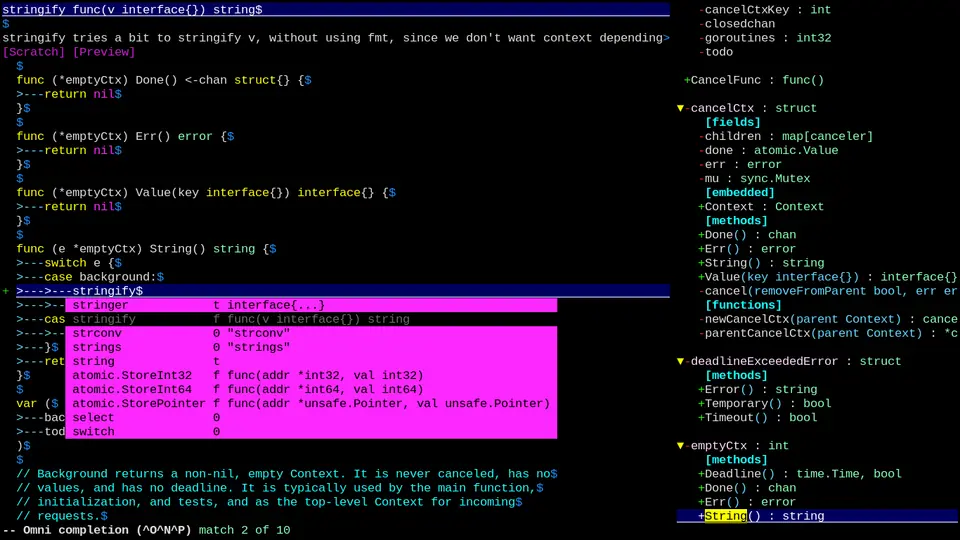 stringify func(v interface{}) string$
$
stringify tries a bit to stringify v, without using fmt, since we don't want context depending>
[Scratch] [Preview]
$
func (*emptyCtx) Done() <-chan struct{} {$
>---return nil$
}$
$
func (*emptyCtx) Err() error {$
>---return nil$
}$
$
func (*emptyCtx) Value(key interface{}) interface{} {$
>---return nil$
}$
$
func (e *emptyCtx) String() string {$
>---switch e {$
>---case background:$
+ >--->---stringify$
>--->-- stringer t interface{...}
>---cas stringify f func(v interface{}) string
>--->-- strconv 0 "strconv"
>---}$ strings 0 "strings"
>---ret string t
}$ atomic.StoreInt32 f func(addr *int32, val int32)
$ atomic.StoreInt64 f func(addr *int64, val int64)
var ($ atomic.StorePointer f func(addr *unsafe.Pointer, val unsafe.Pointer)
>---bac select 0
>---tod switch 0
)$
$
// Background returns a non-nil, empty Context. It is never canceled, has no$
// values, and has no deadline. It is typically used by the main function,$
// initialization, and tests, and as the top-level Context for incoming$
// requests.$
-- Omni completion (^O^N^P) match 2 of 10
-cancelCtxKey : int
-closedchan
-goroutines : int32
-todo
+CancelFunc : func()
▼-cancelCtx : struct
[fields]
-children : map[canceler]
-done : atomic.Value
-err : error
-mu : sync.Mutex
[embedded]
+Context : Context
[methods]
+Done() : chan
+Err() : error
+String() : string
+Value(key interface{}) : interface{}
-cancel(removeFromParent bool, err er
[functions]
-newCancelCtx(parent Context) : cance
-parentCancelCtx(parent Context) : *c
▼-deadlineExceededError : struct
[methods]
+Error() : string
+Temporary() : bool
+Timeout() : bool
▼-emptyCtx : int
[methods]
+Deadline() : time.Time, bool
+Done() : chan
+Err() : error
+String() : string